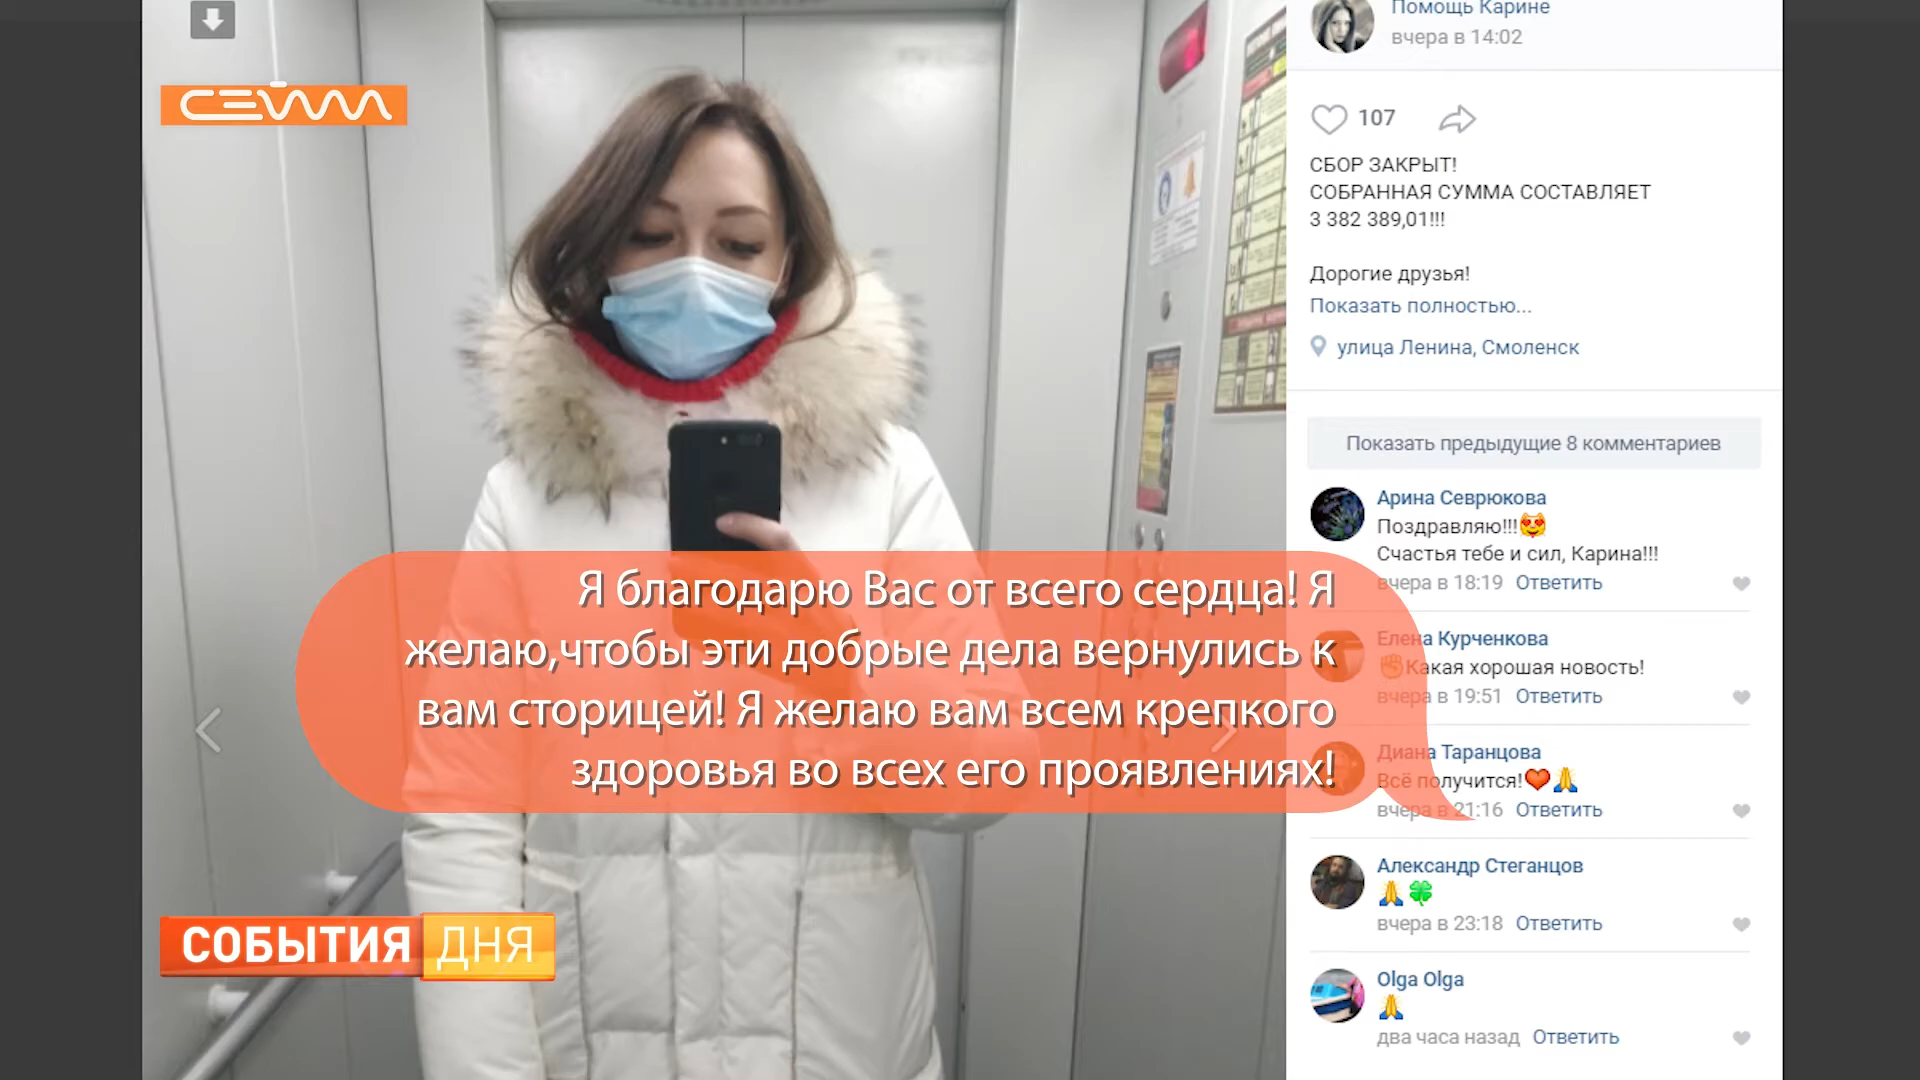 СЕЙМ
Помощь Карине
вчера в 14:02
107
СБОР ЗАКРЫТ!
СОБРАННАЯ СУММА СОСТАВЛЯЕТ
3 382 389,01!!!
Дорогие друзья!
Показать полностью...
улица Ленина, Смоленск
Показать предыдущие 8 комментариев
Арина Севрюкова
Поздравляю!!!😍
Счастья тебе и сил, Карина!!!
вчера в 18:19 Ответить
Елена Курченкова
✊Какая хорошая новость!
вчера в 19:51 Ответить
Диана Таранцова
Всё получится!❤🙏
вчера в 21:16 Ответить
Александр Стеганцов
🙏🍀
вчера в 23:18 Ответить
Olga Olga
🙏
два часа назад Ответить
Я благодарю Вас от всего сердца! Я
желаю,чтобы эти добрые дела вернулись к
вам сторицей! Я желаю вам всем крепкого
здоровья во всех его проявлениях!
СОБЫТИЯ ДНЯ